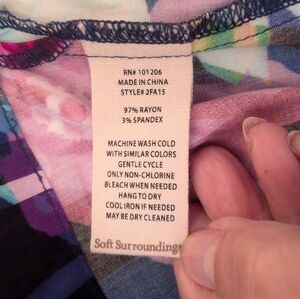 RN# 101206
MADE IN CHINA
STYLE# 2FA15
97% RAYON
3% SPANDEX
MACHINE WASH COLD
WITH SIMILAR COLORS
GENTLE CYCLE
ONLY NON-CHLORINE
BLEACH WHEN NEEDED
HANG TO DRY
COOL IRON IF NEEDED
MAY BE DRY CLEANED
Soft Surroundings